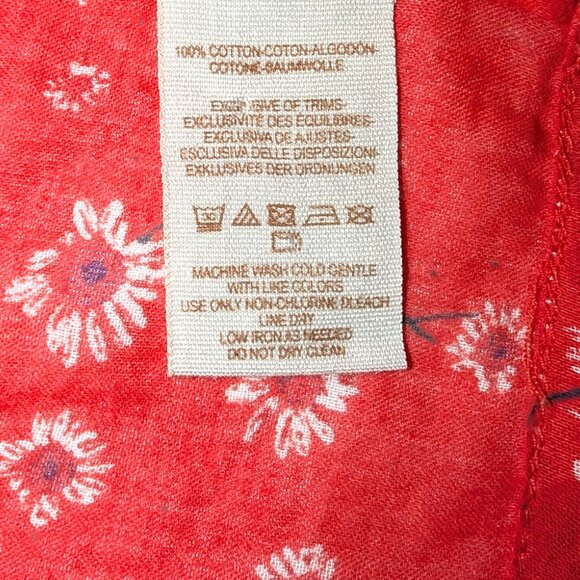 100% COTTON-COTON-ALGODÓN-
COTONE-BAUMWOLLE
OF TRIMS-
EXCLUSIVITÉ DES ÉQUILIBRES-
EXCLUSIVA DE AJUSTES-
ESCLUSIVA DELLE DISPOSIZIONI-
EXKLUSIVES DER ORDNUNGEN
MACHINE WASH COLD GENTLE
WITH LIKE COLORS
USE ONLY NON-CHLORINE BLEACH
LINE DRY
LOW IRON AS NEEDED
DO NOT DRY CLEAN